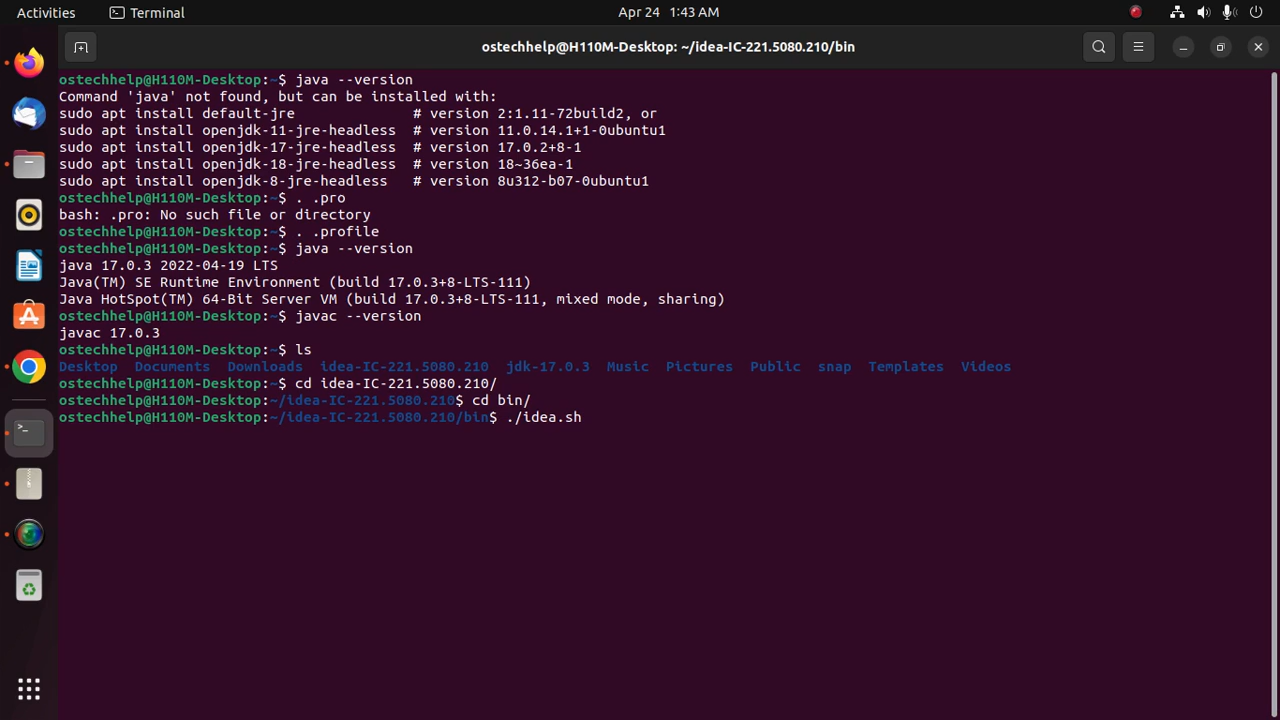 Activities Terminal Apr 24 1:43 AM
ostechhelp@H110M-Desktop: ~/idea-IC-221.5080.210/bin
ostechhelp@H110M-Desktop:~$ java --version
Command 'java' not found, but can be installed with:
sudo apt install default-jre              # version 2:1.11-72build2, or
sudo apt install openjdk-11-jre-headless  # version 11.0.14.1+1-0ubuntu1
sudo apt install openjdk-17-jre-headless  # version 17.0.2+8-1
sudo apt install openjdk-18-jre-headless  # version 18~36ea-1
sudo apt install openjdk-8-jre-headless   # version 8u312-b07-0ubuntu1
ostechhelp@H110M-Desktop:~$ . .pro
bash: .pro: No such file or directory
ostechhelp@H110M-Desktop:~$ . .profile
ostechhelp@H110M-Desktop:~$ java --version
java 17.0.3 2022-04-19 LTS
Java(TM) SE Runtime Environment (build 17.0.3+8-LTS-111)
Java HotSpot(TM) 64-Bit Server VM (build 17.0.3+8-LTS-111, mixed mode, sharing)
ostechhelp@H110M-Desktop:~$ javac --version
javac 17.0.3
ostechhelp@H110M-Desktop:~$ ls
Desktop  Documents  Downloads  idea-IC-221.5080.210  jdk-17.0.3  Music  Pictures  Public  snap  Templates  Videos
ostechhelp@H110M-Desktop:~$ cd idea-IC-221.5080.210/
ostechhelp@H110M-Desktop:~/idea-IC-221.5080.210$ cd bin/
ostechhelp@H110M-Desktop:~/idea-IC-221.5080.210/bin$ ./idea.sh